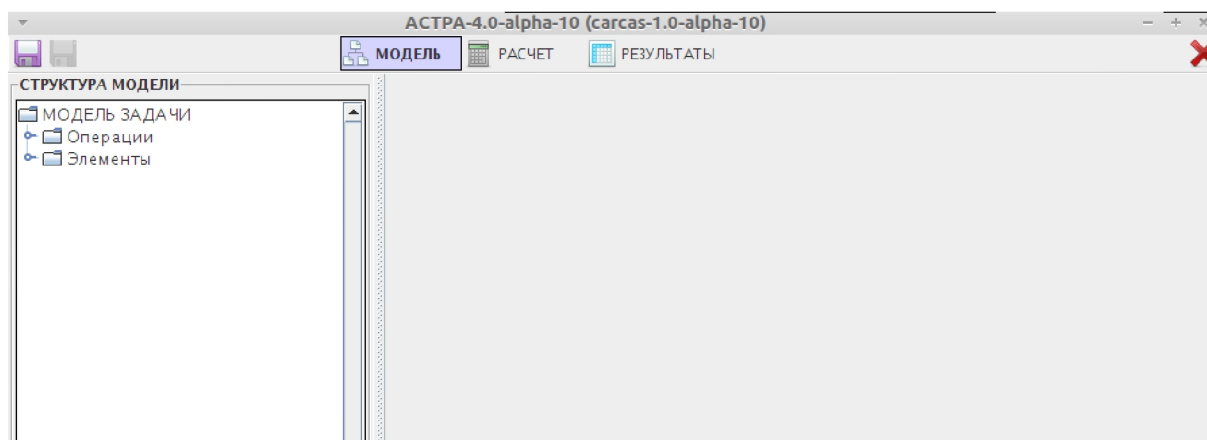 АСТРА-4.0-alpha-10 (carcas-1.0-alpha-10)
МОДЕЛЬ РАСЧЕТ РЕЗУЛЬТАТЫ
СТРУКТУРА МОДЕЛИ
МОДЕЛЬ ЗАДАЧИ
Операции
Элементы